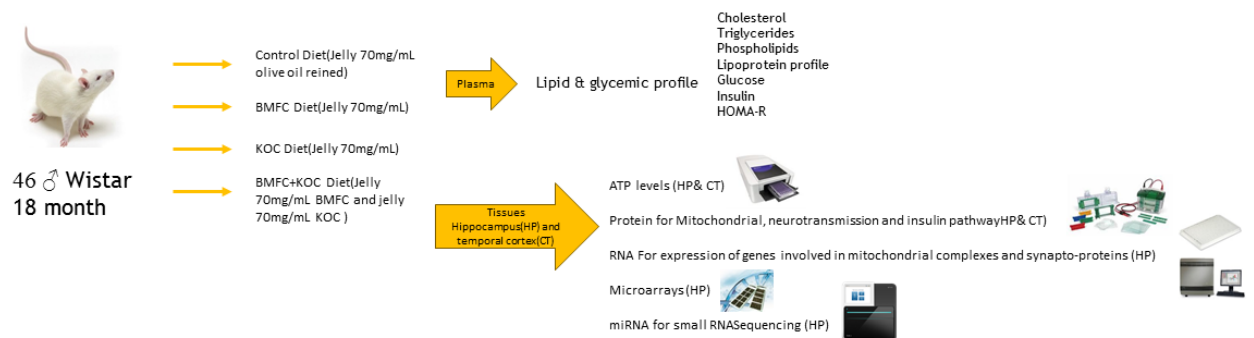 46 ♂ Wistar
18 month
Control Diet(Jelly 70mg/mL
olive oil reined)
BMFC Diet(Jelly 70mg/mL)
KOC Diet(Jelly 70mg/mL)
BMFC+KOC Diet(Jelly
70mg/mL BMFC and jelly
70mg/mL KOC )
Plasma
Lipid & glycemic profile
Cholesterol
Triglycerides
Phospholipids
Lipoprotein profile
Glucose
Insulin
HOMA-R
Tissues
Hippocampus(HP) and
temporal cortex(CT)
ATP levels (HP& CT)
Protein for Mitochondrial, neurotransmission and insulin pathwayHP& CT)
RNA For expression of genes involved in mitochondrial complexes and synapto-proteins (HP)
Microarrays (HP)
miRNA for small RNASequencing (HP)